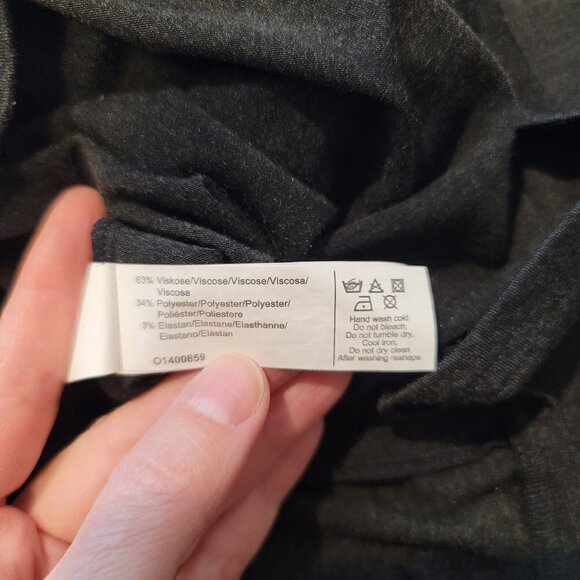 63% Viskose/Viscose/Viscose/Viscosa/
Viscosa
34% Polyester/Polyester/Polyester/
Poliéster/Poliestere
3% Elastan/Elastane/Elasthanne/
Elastano/Elastan
O1400859
Hand wash cold
Do not bleach,
Do not tumble dry,
Cool iron,
Do not dry clean
After washing reshape